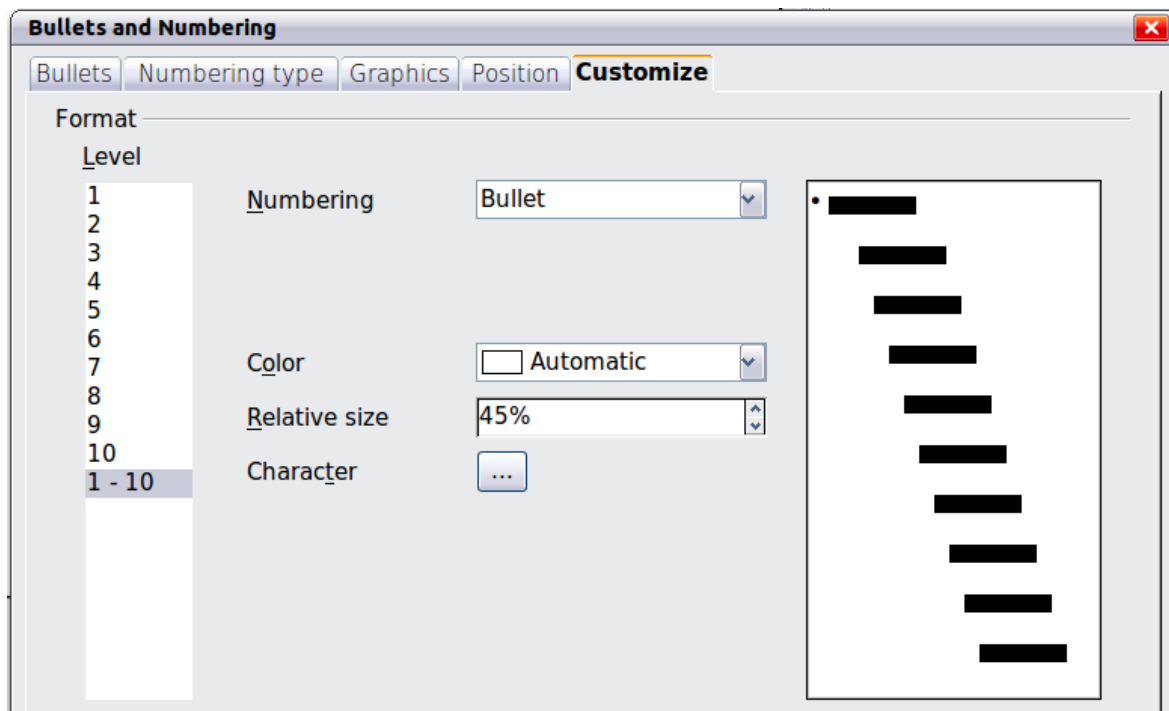 Bullets and Numbering
Bullets Numbering type Graphics Position Customize
Format
Level
1
2
3
4
5
6
7
8
9
10
1 - 10
Numbering Bullet
Color Automatic
Relative size 45%
Character ...